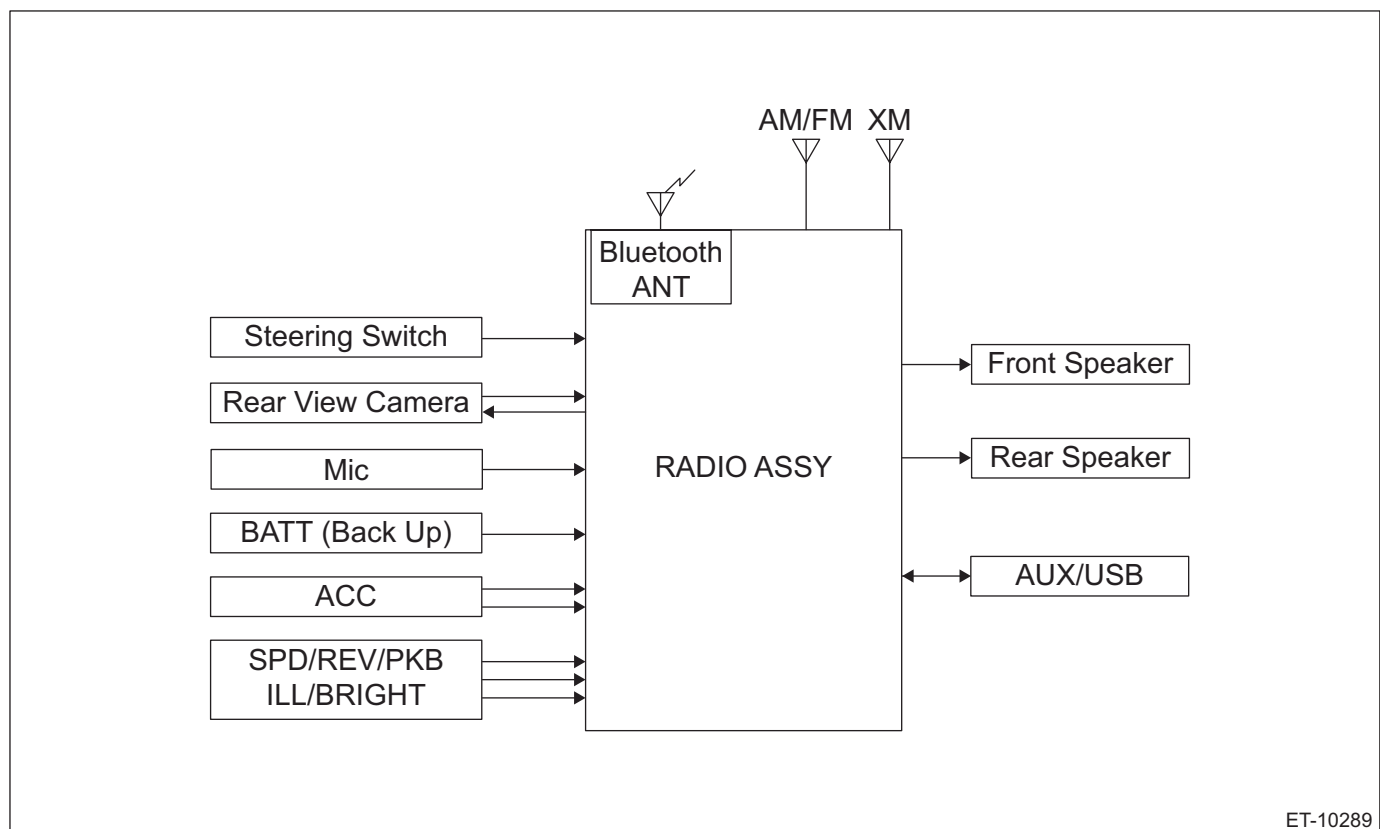 AM/FM XM
Bluetooth
ANT
Steering Switch
Rear View Camera
Mic
BATT (Back Up)
ACC
SPD/REV/PKB
ILL/BRIGHT
RADIO ASSY
Front Speaker
Rear Speaker
AUX/USB
ET-10289